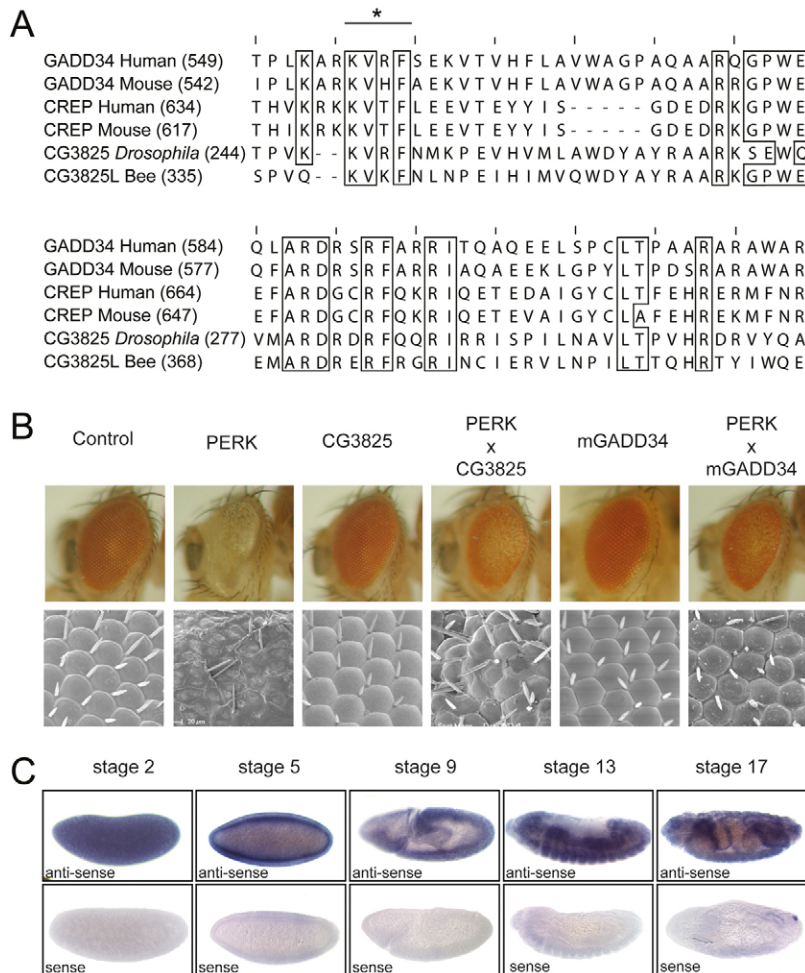 A
*
GADD34 Human (549) T P L K A R K V R F S E K V T V H F L A V W A G P A Q A A R Q G P W E
GADD34 Mouse (542) I P L K A R K V H F A E K V T V H F L A V W A G P A Q A A R R G P W E
CREP Human (634) T H V K R K K V T F L E E V T E Y Y I S - - - - - G D E D R K G P W E
CREP Mouse (617) T H I K R K K V T F L E E V T E Y Y I S - - - - - G D E D R R G P W E
CG3825 Drosophila (244) T P V K - - K V R F N M K P E V H V M L A W D Y A Y R A A R K S E W Q
CG3825L Bee (335) S P V Q - K V K F N L N P E I H I M V Q W D Y A Y R A A R K G P W E
GADD34 Human (584) Q L A R D R S R F A R R I T Q A Q E E L S P C L T P A A R A R A W A R
GADD34 Mouse (577) Q F A R D R S R F A R R I A Q A E E K L G P Y L T P D S R A R A W A R
CREP Human (664) E F A R D G C R F Q K R I Q E T E D A I G Y C L T F E H R E R M F N R
CREP Mouse (647) E F A R D G C R F Q K R I Q E T E D A I G Y C L A F E H R E K M F N R
CG3825 Drosophila (277) V M A R D R D R F Q Q R I R R I S P I L N A V L T P V H R D R V Y Q A
CG3825L Bee (368) E M A R D R E R F R G R I N C I E R V L N P I L T T Q H R T Y I W Q E
B
Control PERK CG3825 PERK x CG3825 mGADD34 PERK x mGADD34
C
stage 2 stage 5 stage 9 stage 13 stage 17
anti-sense anti-sense anti-sense anti-sense anti-sense
sense sense sense sense sense